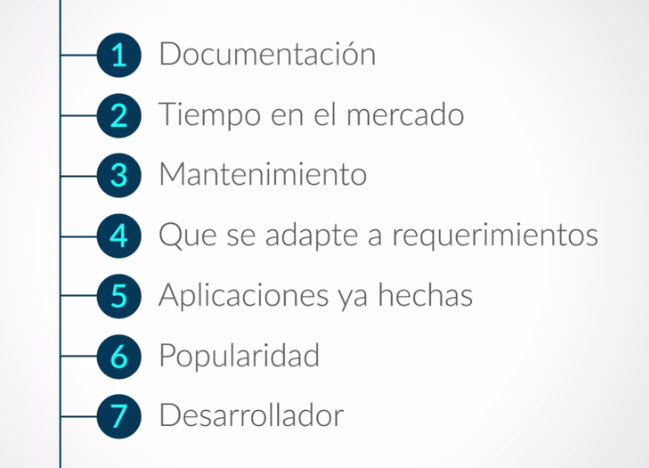 1 Documentación
2 Tiempo en el mercado
3 Mantenimiento
4 Que se adapte a requerimientos
5 Aplicaciones ya hechas
6 Popularidad
7 Desarrollador